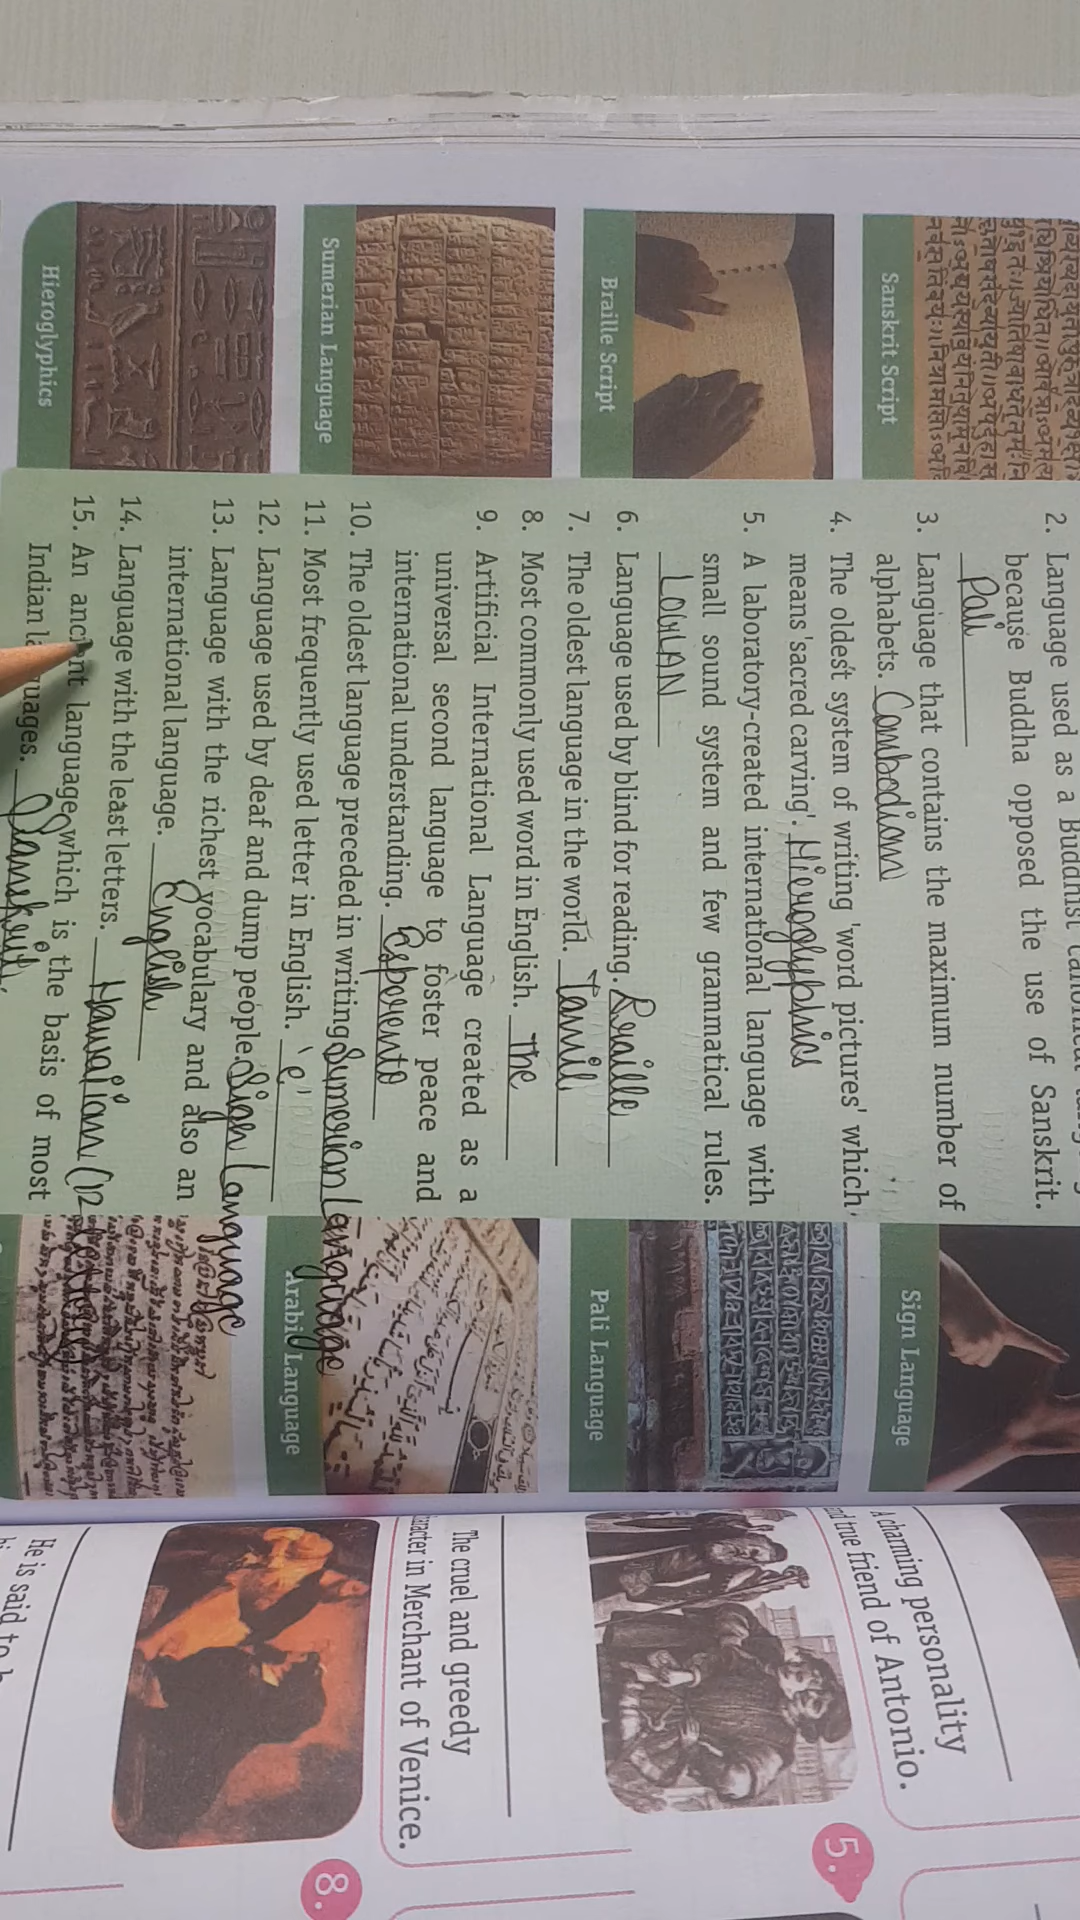 Sanskrit Script
Braille Script
Sumerian Language
Hieroglyphics
2. Language used as a Buddhist
because Buddha opposed the use of Sanskrit.
Pali
3. Language that contains the maximum number of
alphabets. Combodian
4. The oldest system of writing 'word pictures' which
means 'sacred carving'. Hieroglyphics
5. A laboratory-created international language with
small sound system and few grammatical rules.
LOGLAN
6. Language used by blind for reading. Braille
7. The oldest language in the world. Tamil
8. Most commonly used word in English. The
9. Artificial International Language created as a
universal second language to foster peace and
international understanding. Esperento
10. The oldest language preceded in writing Sumerian Language
11. Most frequently used letter in English. 'e'
12. Language used by deaf and dump people. Sign Language
13. Language with the richest vocabulary and also an
international language. English
14. Language with the least letters. Hawaiian (12 letters)
15. An ancient language which is the basis of most
Indian languages. Sanskrit
Sign Language
Pali Language
Arabic Language
A charming personality
and true friend of Antonio.
5.
The cruel and greedy
character in Merchant of Venice.
8.
He is said to